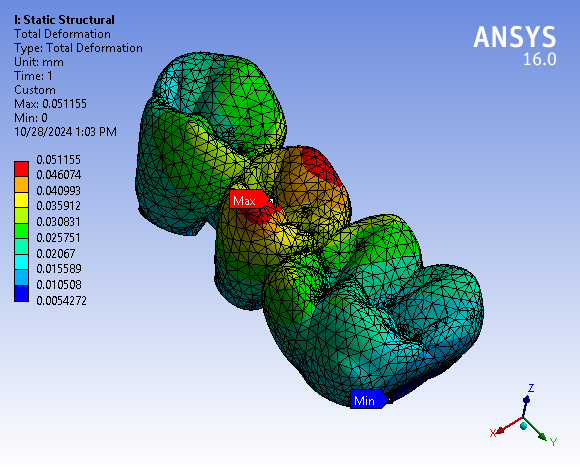 I: Static Structural
Total Deformation
Type: Total Deformation
Unit: mm
Time: 1
Custom
Max: 0.051155
Min: 0
10/28/2024 1:03 PM
0.051155
0.046074
0.040993
0.035912
0.030831
0.025751
0.02067
0.015589
0.010508
0.0054272
ANSYS
16.0
Max
Min
Z
X
Y